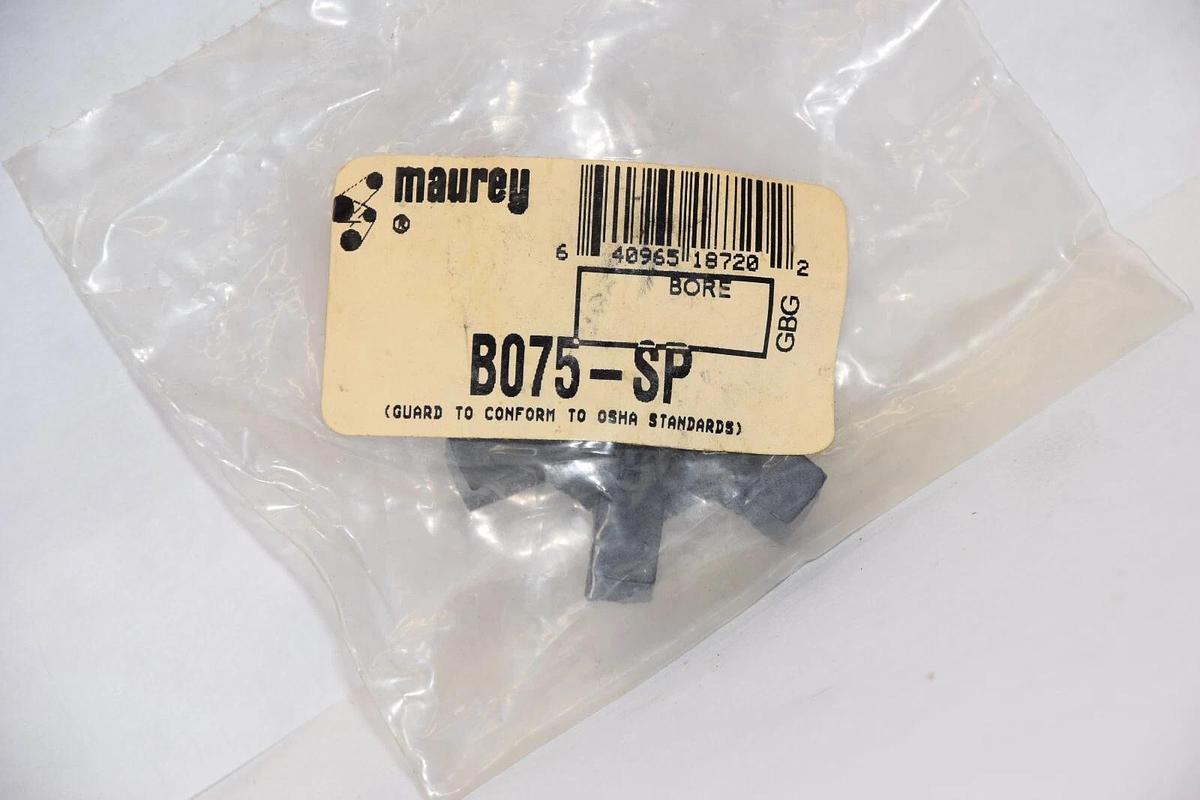 maurey
®
6 40965 18720 2
BORE
GBG
B075-SP
(GUARD TO CONFORM TO OSHA STANDARDS)